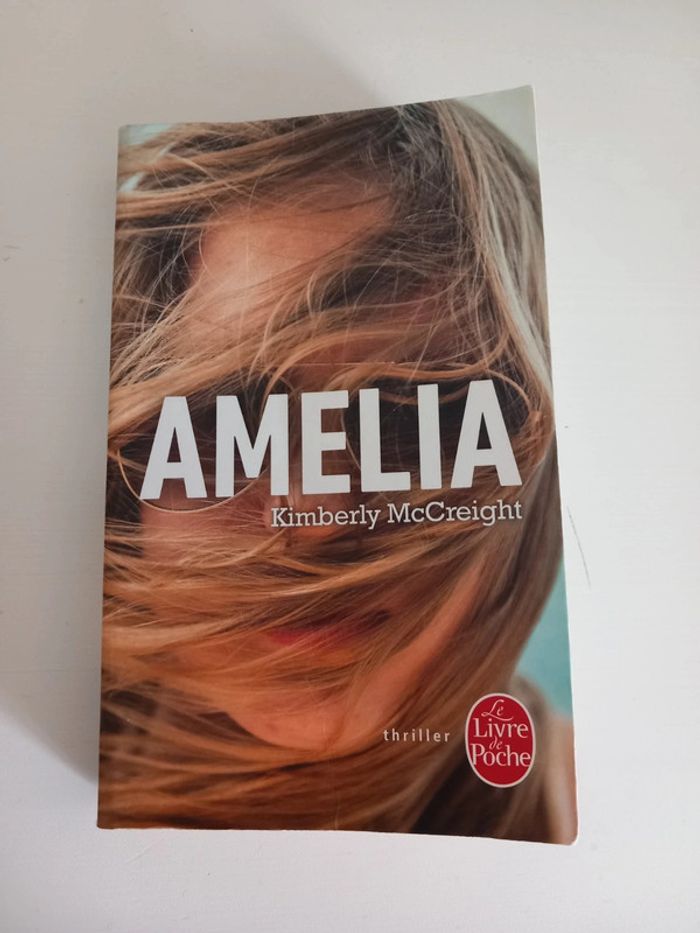 AMELIA
Kimberly McCreight
thriller
Le
Livre
de
Poche